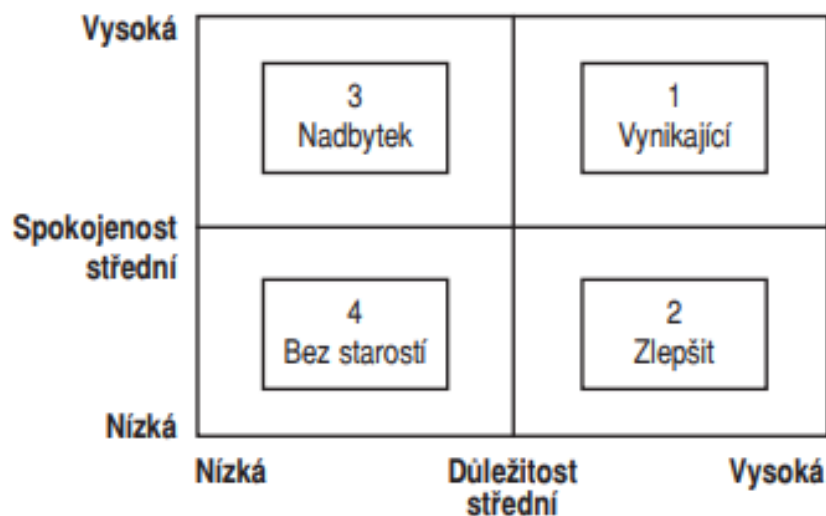 Vysoká
3
Nadbytek
1
Vynikající
Spokojenost
střední
4
Bez starostí
2
Zlepšit
Nízká
Nízká
Důležitost
střední
Vysoká